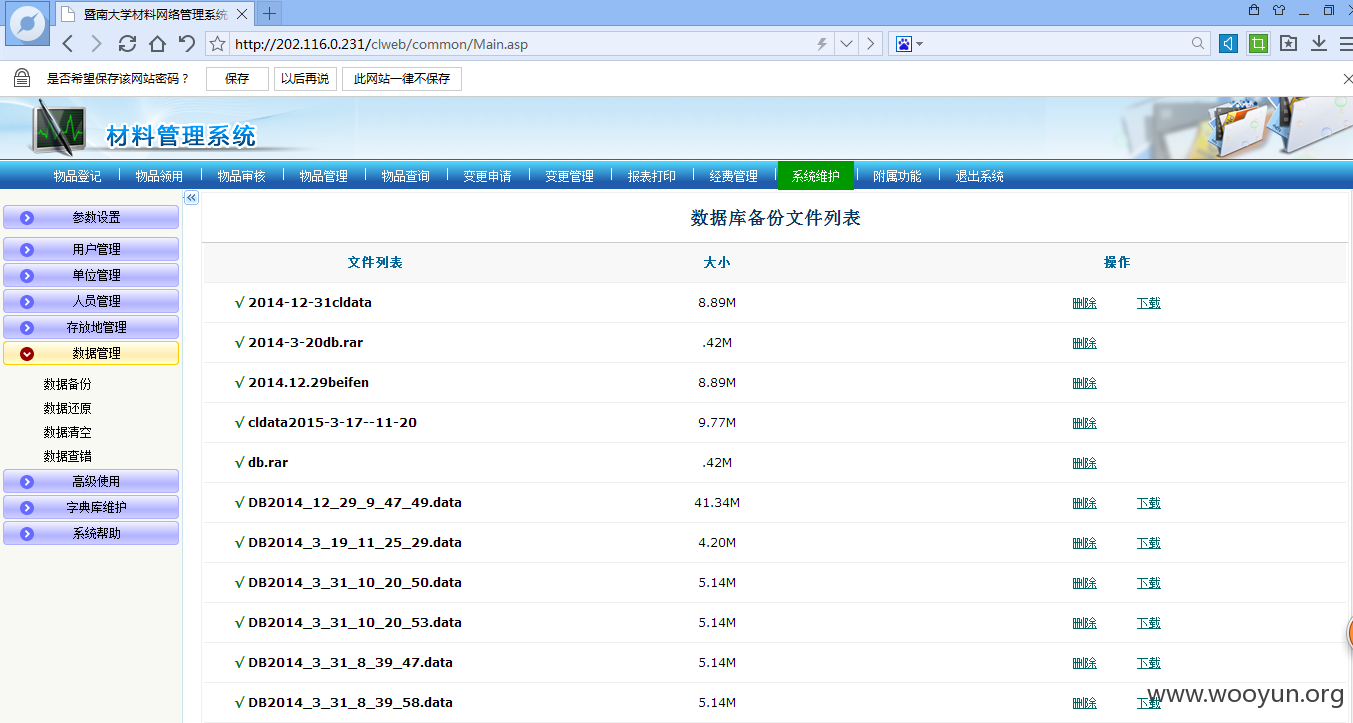 暨南大学材料网络管理系统
http://202.116.0.231/clweb/common/Main.asp
是否希望保存该网站密码？ 保存 以后再说 此网站一律不保存
材料管理系统
物品登记 物品领用 物品审核 物品管理 物品查询 变更申请 变更管理 报表打印 经费管理 系统维护 附属功能 退出系统
参数设置
用户管理
单位管理
人员管理
存放地管理
数据管理
数据备份
数据还原
数据清空
数据查错
高级使用
字典库维护
系统帮助
数据库备份文件列表
文件列表 大小 操作
√ 2014-12-31cldata 8.89M 删除 下载
√ 2014-3-20db.rar .42M 删除
√ 2014.12.29beifen 8.89M 删除
√ cldata2015-3-17--11-20 9.77M 删除
√ db.rar .42M 删除
√ DB2014_12_29_9_47_49.data 41.34M 删除 下载
√ DB2014_3_19_11_25_29.data 4.20M 删除 下载
√ DB2014_3_31_10_20_50.data 5.14M 删除 下载
√ DB2014_3_31_10_20_53.data 5.14M 删除 下载
√ DB2014_3_31_8_39_47.data 5.14M 删除 下载
√ DB2014_3_31_8_39_58.data 5.14M 删除 下载
www.wooyun.org